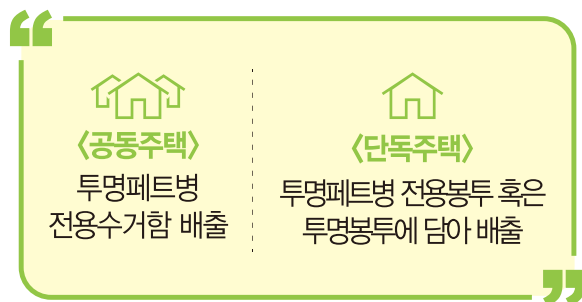 <공동주택>
투명페트병
전용수거함 배출
<단독주택>
투명페트병 전용봉투 혹은
투명봉투에 담아 배출